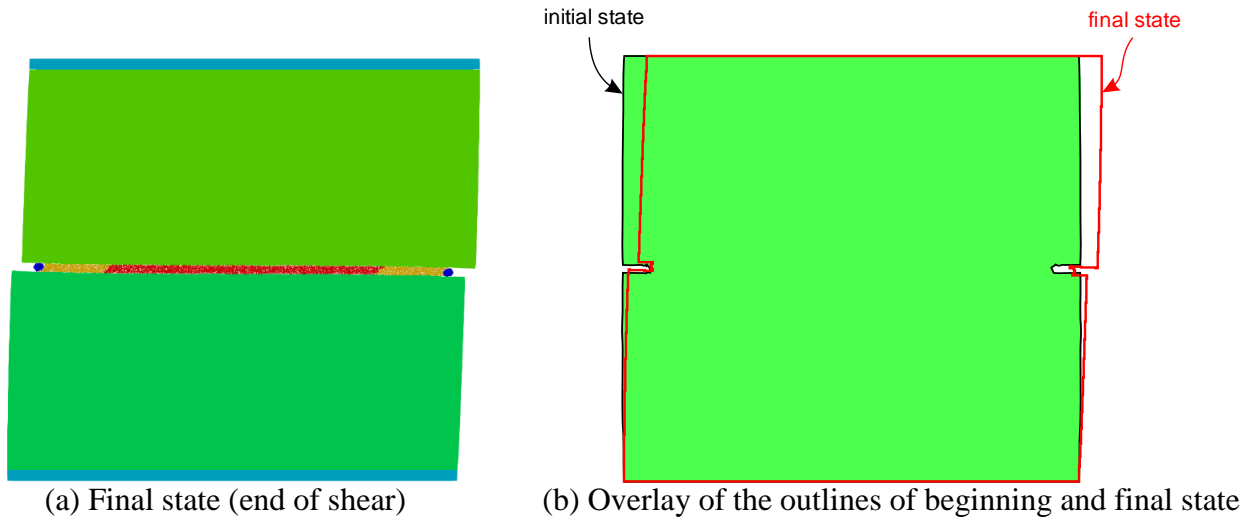 initial state
final state
(a) Final state (end of shear)
(b) Overlay of the outlines of beginning and final state